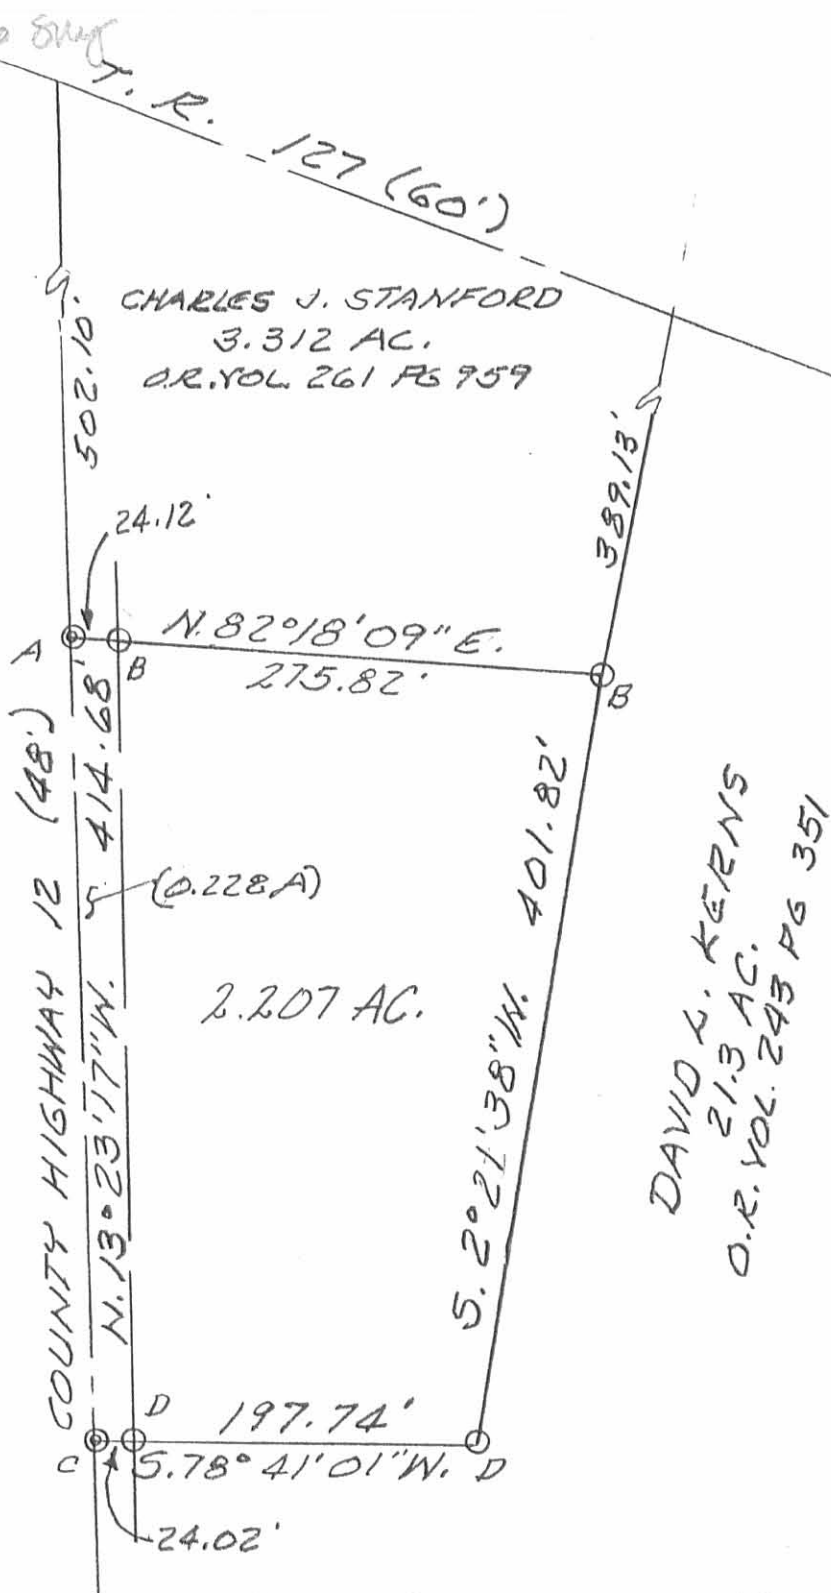 T. R. 127 (60')
CHARLES J. STANFORD
3.312 AC.
O.R. VOL. 261 PG 959
502.10'
389.13'
24.12'
A
B
N. 82°18'09" E.
275.82'
B
COUNTY HIGHWAY 12 (48')
N. 13°23'17" W. 414.68'
(0.228 A)
2.207 AC.
S. 2°21'38" W. 401.82'
DAVID L. KERNS
21.3 AC.
O.R. VOL. 243 PG 351
C
D
197.74'
S. 78°41'01" W.
D
24.02'